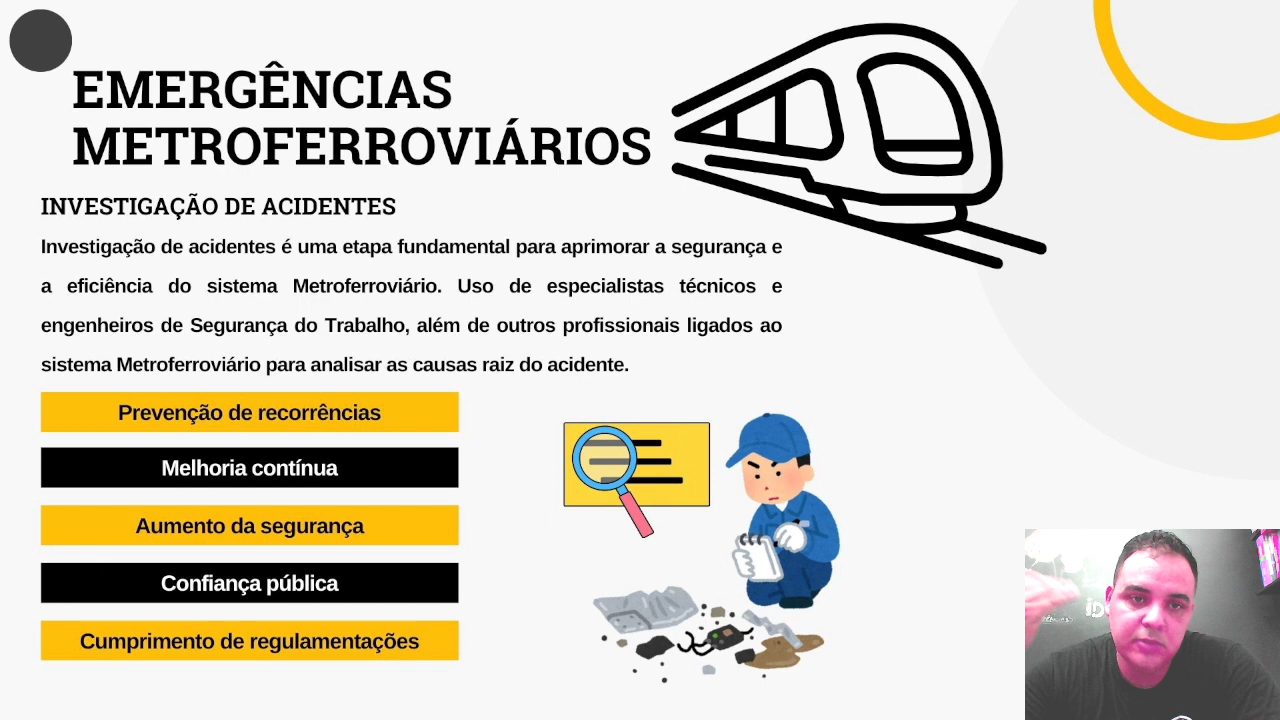 EMERGÊNCIAS
METROFERROVIÁRIOS
INVESTIGAÇÃO DE ACIDENTES
Investigação de acidentes é uma etapa fundamental para aprimorar a segurança e
a eficiência do sistema Metroferroviário. Uso de especialistas técnicos e
engenheiros de Segurança do Trabalho, além de outros profissionais ligados ao
sistema Metroferroviário para analisar as causas raiz do acidente.
Prevenção de recorrências
Melhoria contínua
Aumento da segurança
Confiança pública
Cumprimento de regulamentações